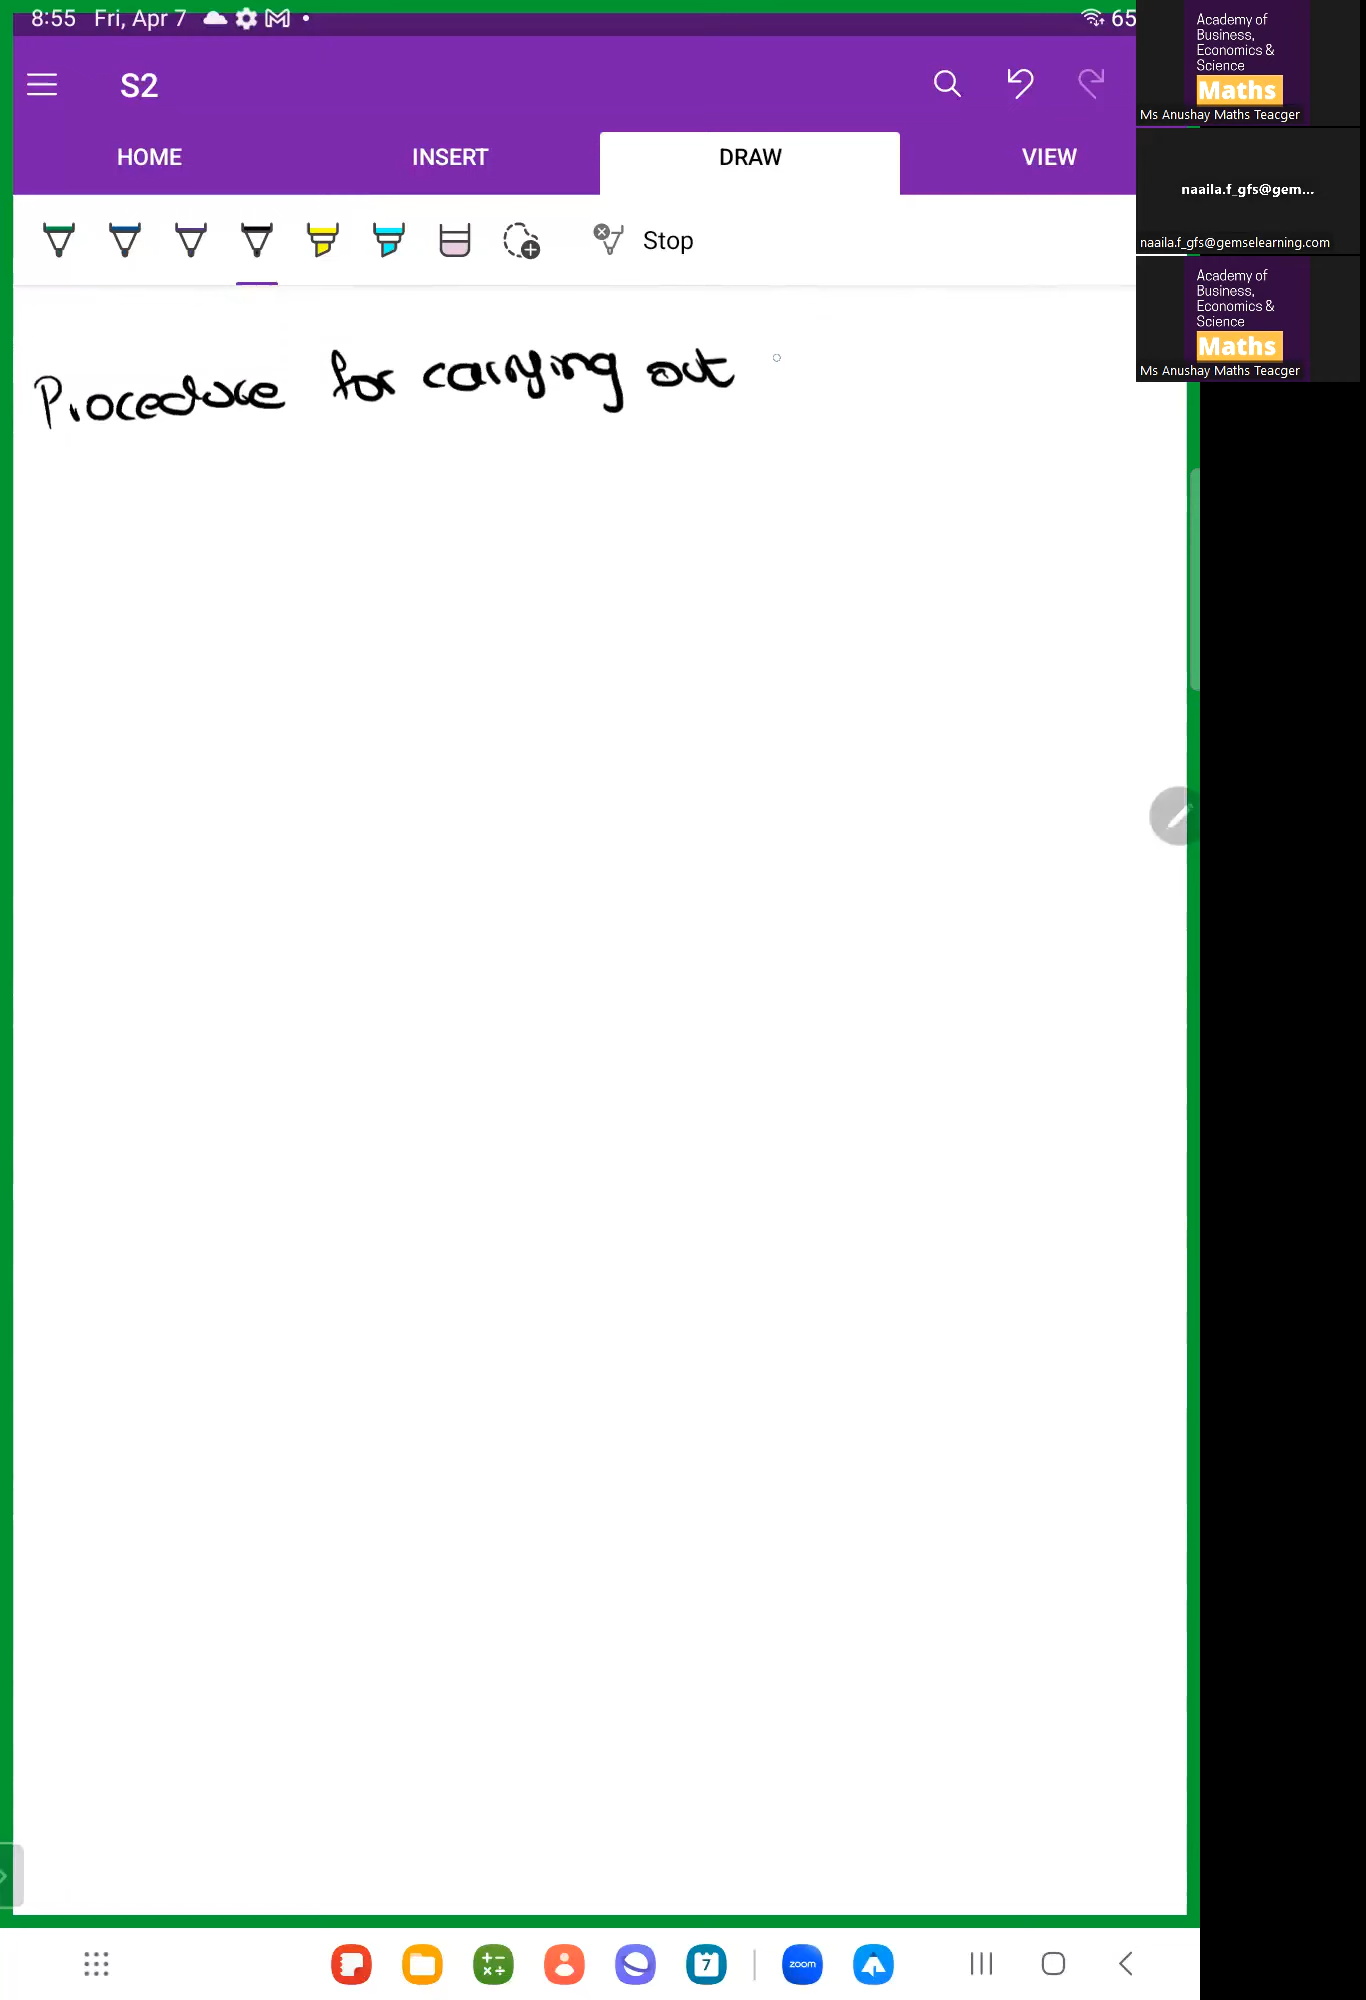 8:55 Fri, Apr 7
65
S2
HOME INSERT DRAW VIEW
Stop
Procedure for carrying out
Academy of
Business,
Economics &
Science
Maths
Ms Anushay Maths Teacger
naaila.f_gfs@gem...
naaila.f_gfs@gemselearning.com
Academy of
Business,
Economics &
Science
Maths
Ms Anushay Maths Teacger
7
zoom